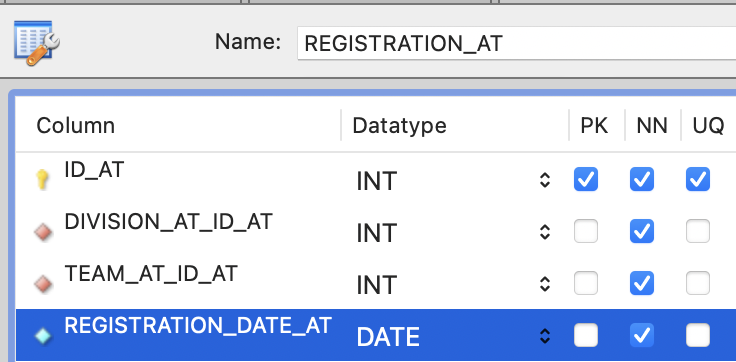 Name: REGISTRATION_AT
Column Datatype PK NN UQ
ID_AT INT
DIVISION_AT_ID_AT INT
TEAM_AT_ID_AT INT
REGISTRATION_DATE_AT DATE